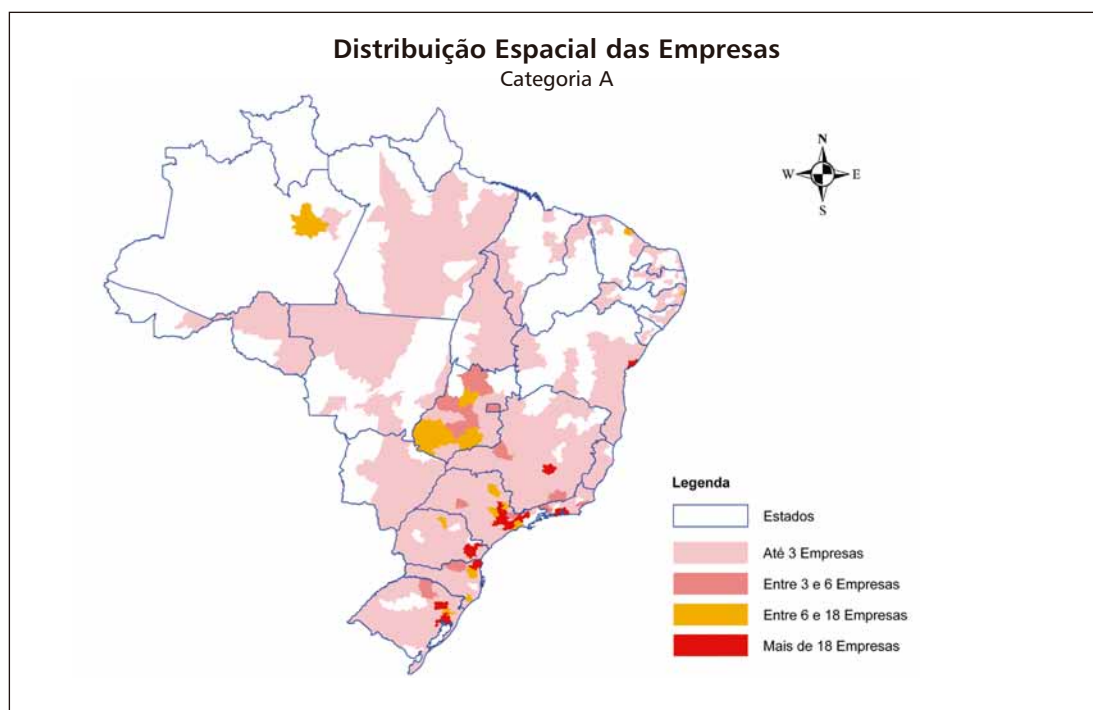 Distribuição Espacial das Empresas
Categoria A
N
W
E
S
Legenda
Estados
Até 3 Empresas
Entre 3 e 6 Empresas
Entre 6 e 18 Empresas
Mais de 18 Empresas